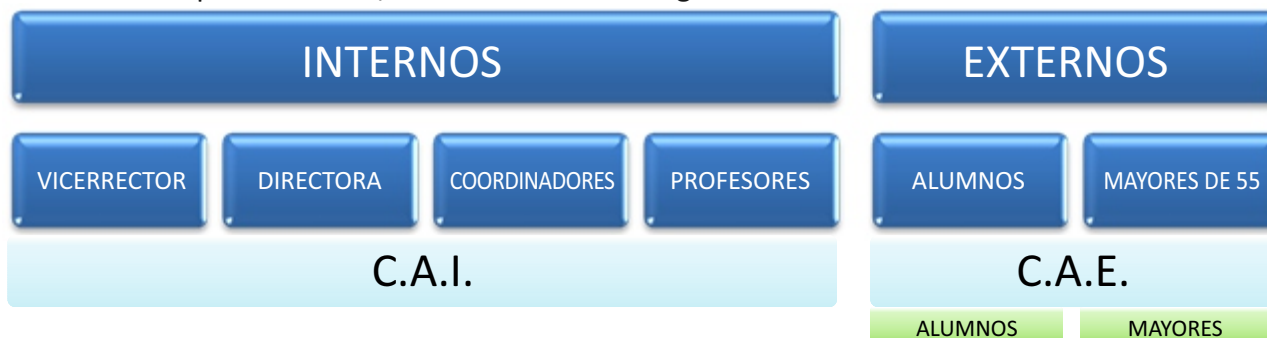 INTERNOS
EXTERNOS
VICERRECTOR
DIRECTORA
COORDINADORES
PROFESORES
ALUMNOS
MAYORES DE 55
C.A.I.
C.A.E.
ALUMNOS
MAYORES